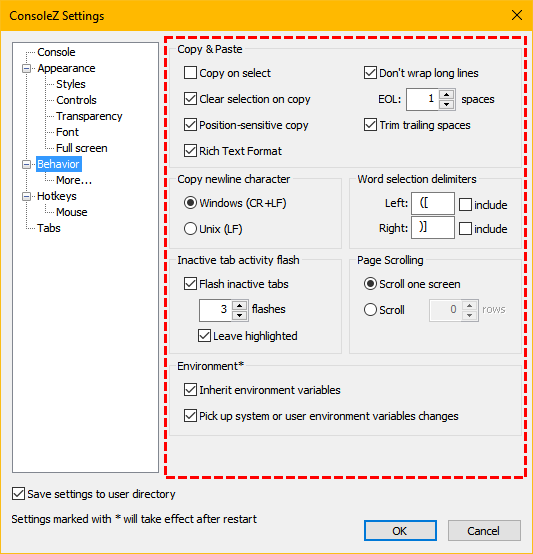 ConsoleZ Settings
Console
Appearance
Styles
Controls
Transparency
Font
Full screen
Behavior
More...
Hotkeys
Mouse
Tabs
Copy & Paste
Copy on select
Don't wrap long lines
Clear selection on copy
EOL: 1 spaces
Position-sensitive copy
Trim trailing spaces
Rich Text Format
Copy newline character
Windows (CR+LF)
Unix (LF)
Word selection delimiters
Left: ([ include
Right: )] include
Inactive tab activity flash
Flash inactive tabs
3 flashes
Leave highlighted
Page Scrolling
Scroll one screen
Scroll 0 rows
Environment*
Inherit environment variables
Pick up system or user environment variables changes
Save settings to user directory
Settings marked with * will take effect after restart
OK
Cancel